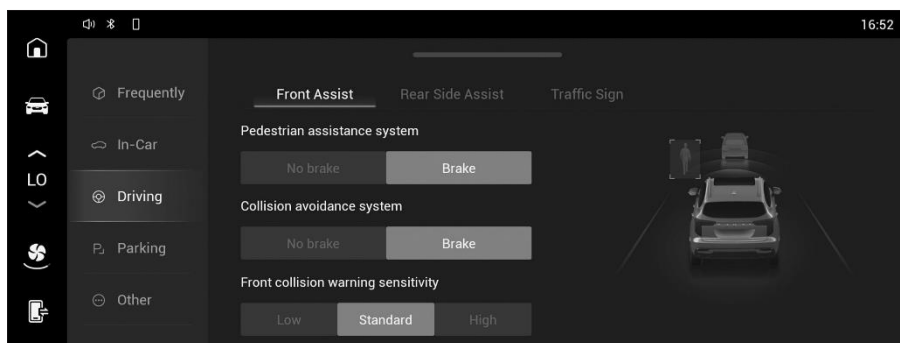 16:52
Frequently
In-Car
LO
Driving
Parking
Other
Front Assist Rear Side Assist Traffic Sign
Pedestrian assistance system
No brake Brake
Collision avoidance system
No brake Brake
Front collision warning sensitivity
Low Standard High